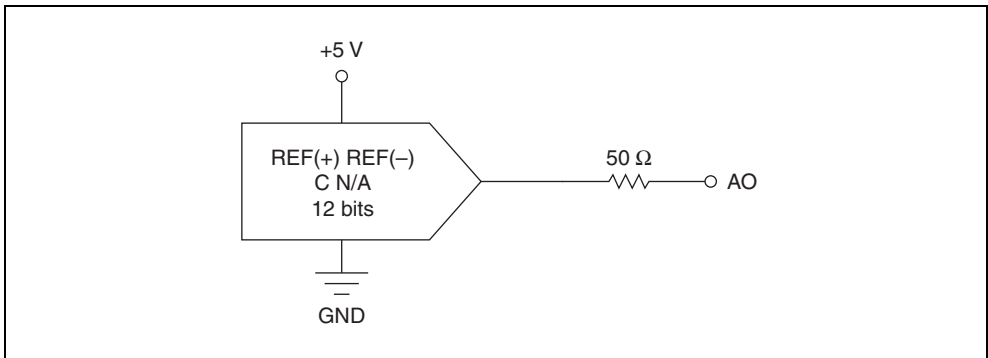 +5 V
REF(+) REF(–)
C N/A
12 bits
50 Ω
AO
GND